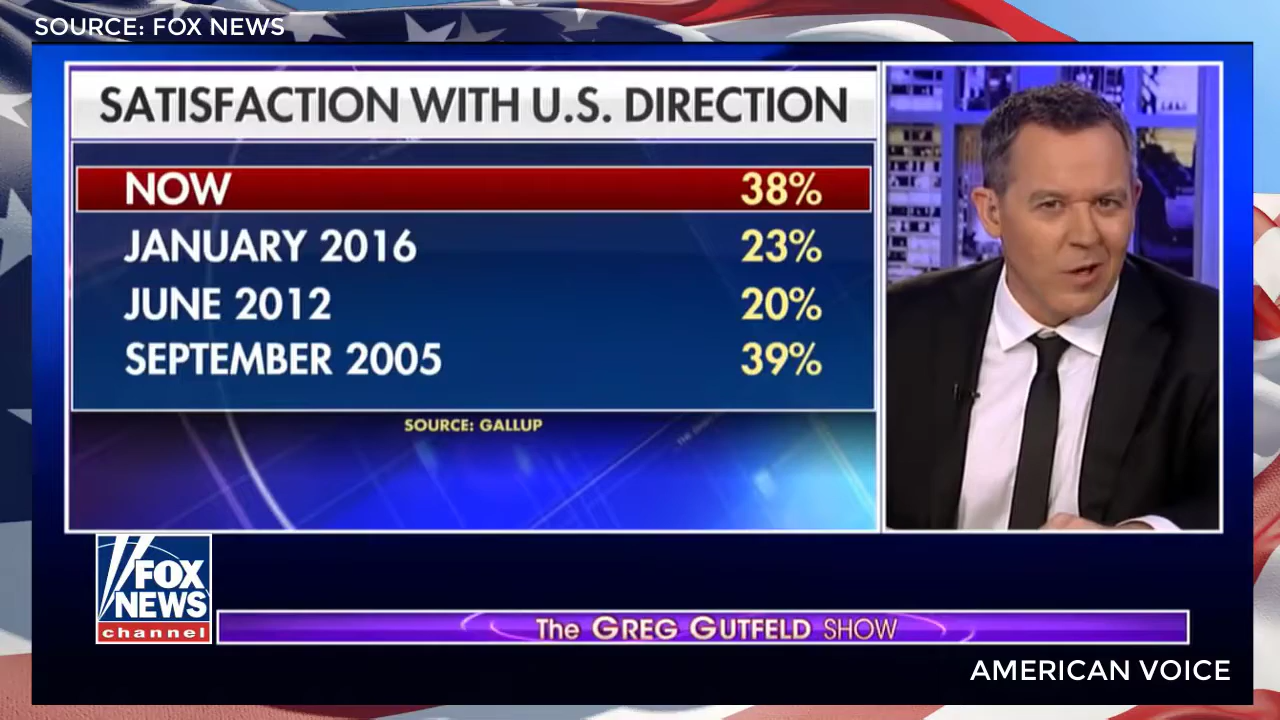 SOURCE: FOX NEWS
SATISFACTION WITH U.S. DIRECTION
NOW 38%
JANUARY 2016 23%
JUNE 2012 20%
SEPTEMBER 2005 39%
SOURCE: GALLUP
FOX
NEWS
channel
The GREG GUTFELD SHOW
AMERICAN VOICE